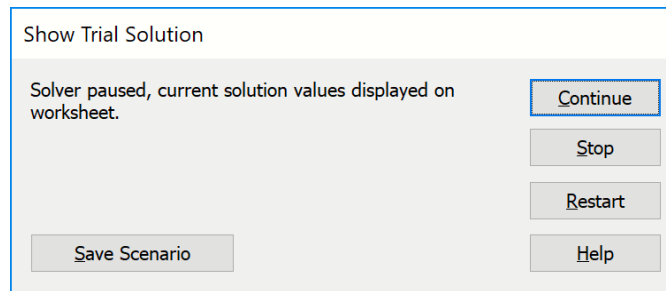 Show Trial Solution
Solver paused, current solution values displayed on
worksheet.
Continue
Stop
Restart
Save Scenario
Help